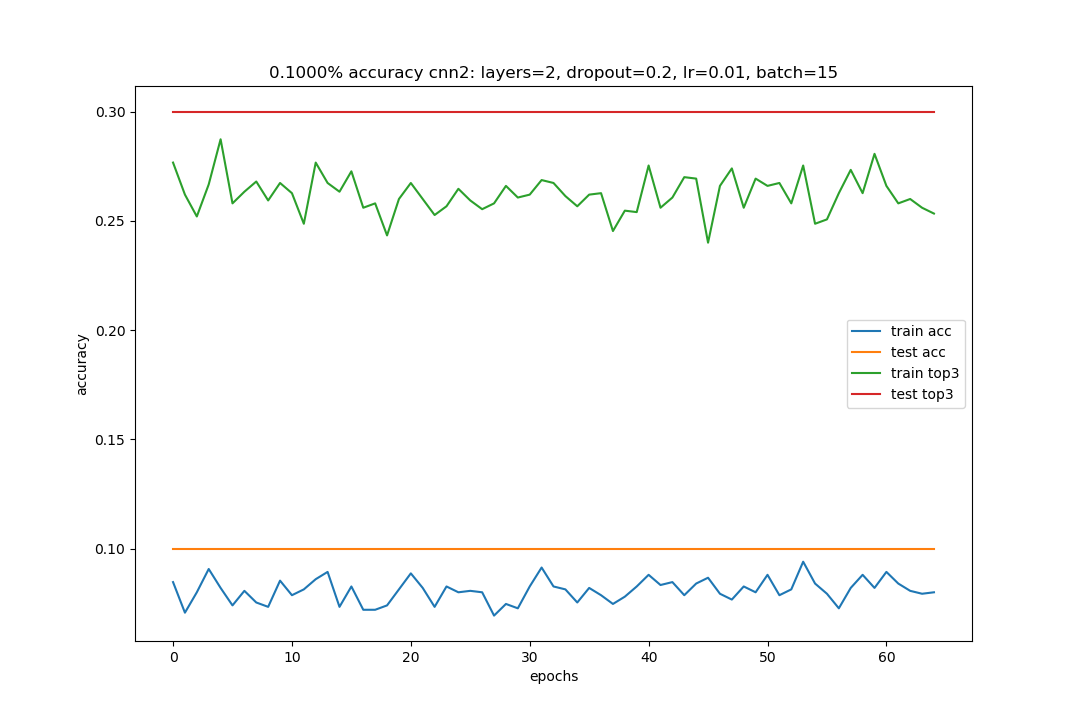 0.1000% accuracy cnn2: layers=2, dropout=0.2, lr=0.01, batch=15
accuracy
0.30
0.25
0.20
0.15
0.10
train acc
test acc
train top3
test top3
0 10 20 30 40 50 60
epochs